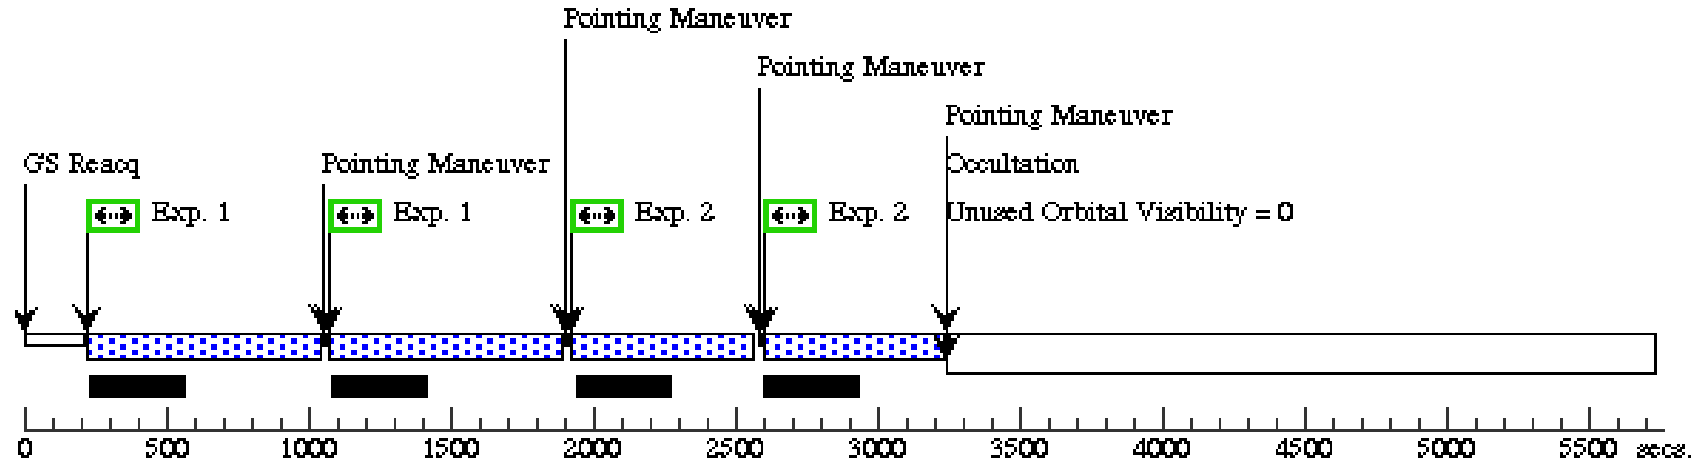 Pointing Maneuver
Pointing Maneuver
Pointing Maneuver
GS Reacq
Pointing Maneuver
Occultation
Exp. 1
Exp. 1
Exp. 2
Exp. 2
Unused Orbital Visibility = 0
0 500 1000 1500 2000 2500 3000 3500 4000 4500 5000 5500 secs.